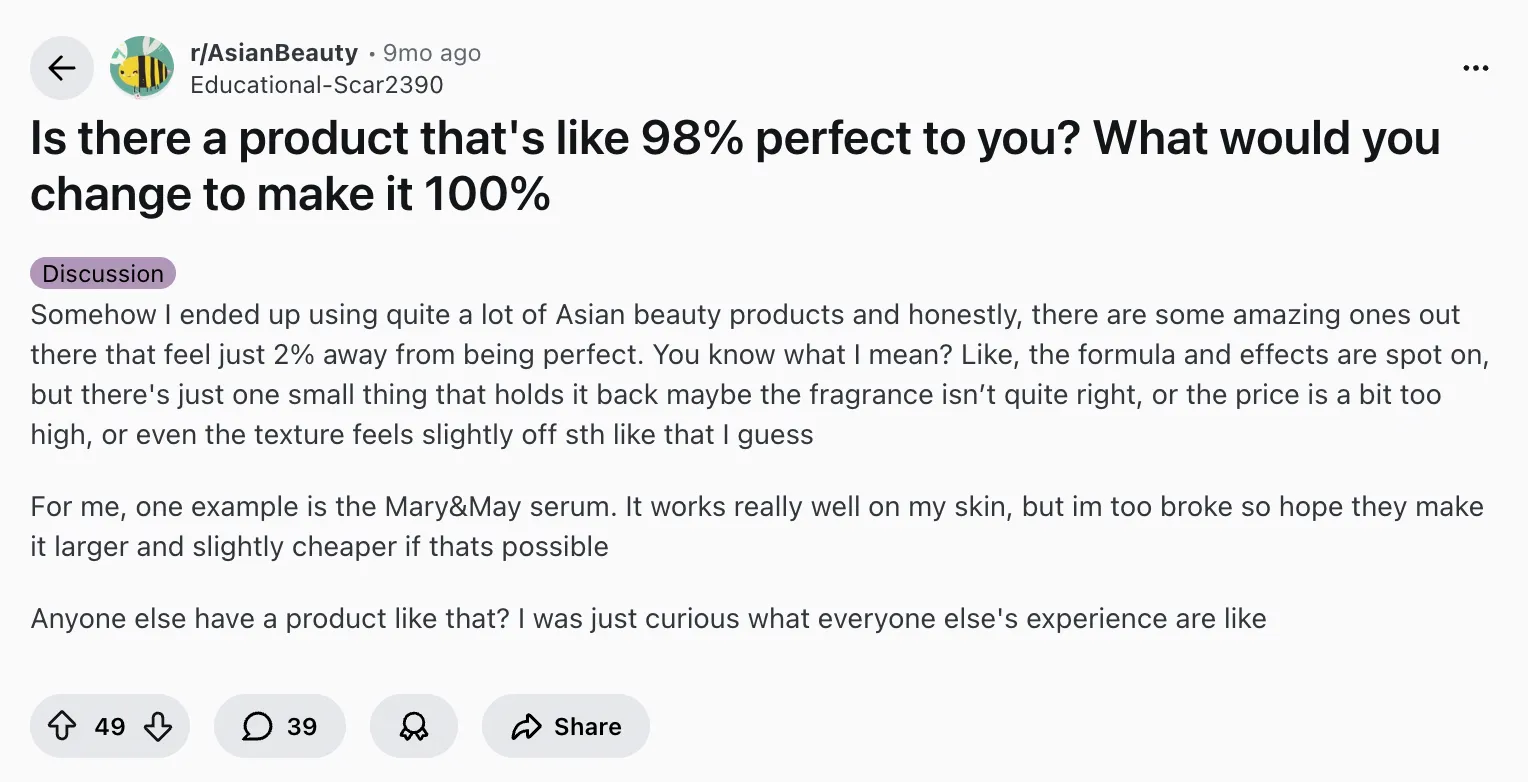 r/AsianBeauty • 9mo ago
Educational-Scar2390
Is there a product that's like 98% perfect to you? What would you
change to make it 100%
Discussion
Somehow I ended up using quite a lot of Asian beauty products and honestly, there are some amazing ones out
there that feel just 2% away from being perfect. You know what I mean? Like, the formula and effects are spot on,
but there's just one small thing that holds it back maybe the fragrance isn’t quite right, or the price is a bit too
high, or even the texture feels slightly off sth like that I guess
For me, one example is the Mary&May serum. It works really well on my skin, but im too broke so hope they make
it larger and slightly cheaper if thats possible
Anyone else have a product like that? I was just curious what everyone else's experience are like
49 39 Share